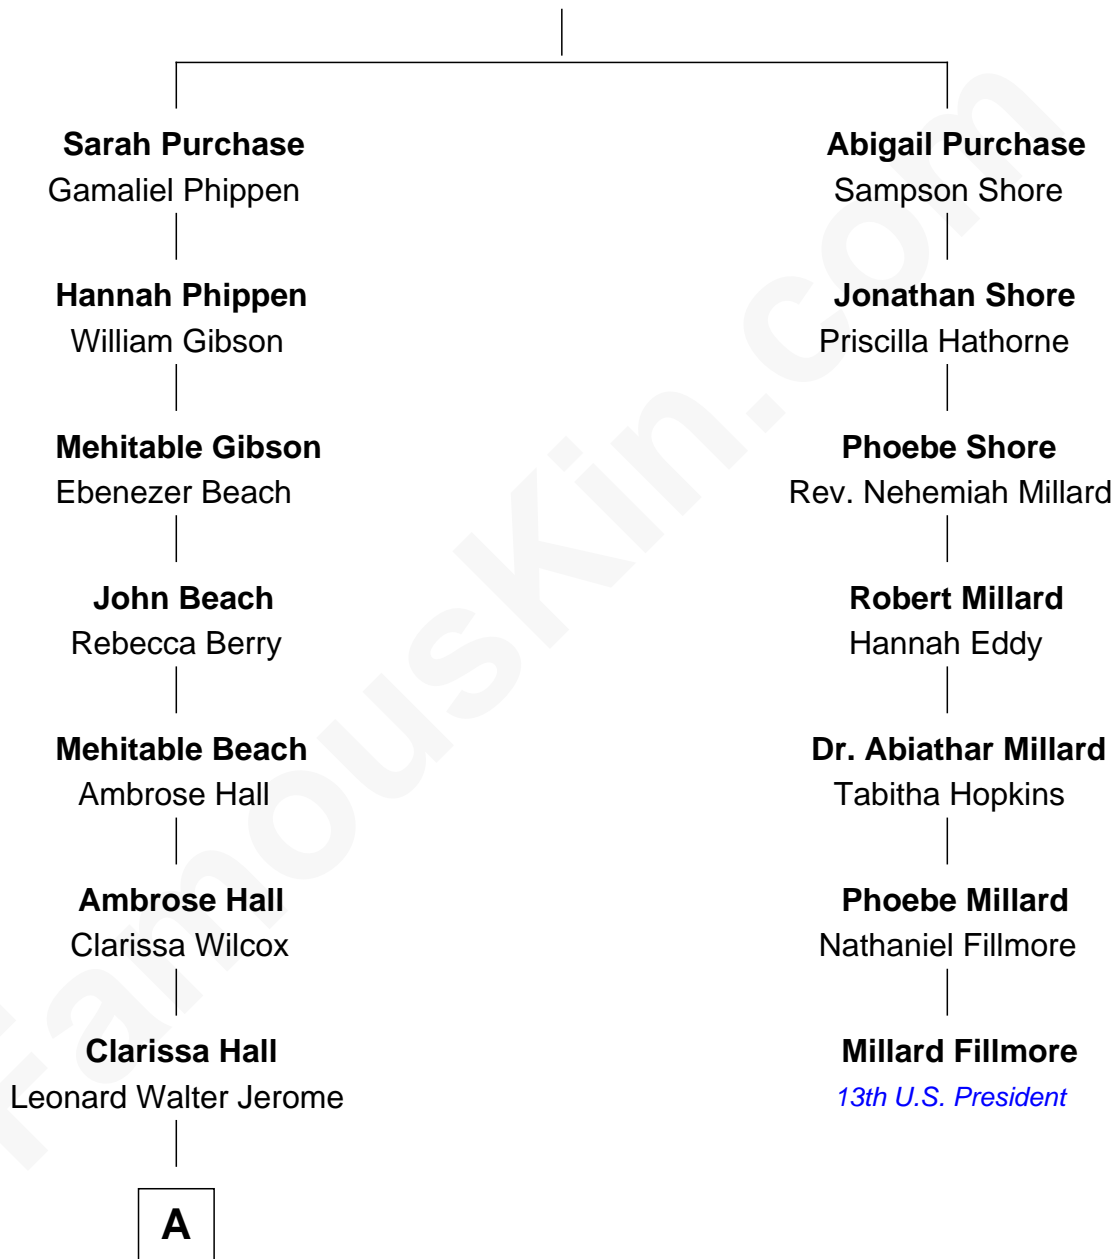 Sarah Purchase
Gamaliel Phippen
Hannah Phippen
William Gibson
Mehitable Gibson
Ebenezer Beach
John Beach
Rebecca Berry
Mehitable Beach
Ambrose Hall
Ambrose Hall
Clarissa Wilcox
Clarissa Hall
Leonard Walter Jerome
A
Abigail Purchase
Sampson Shore
Jonathan Shore
Priscilla Hathorne
Phoebe Shore
Rev. Nehemiah Millard
Robert Millard
Hannah Eddy
Dr. Abiathar Millard
Tabitha Hopkins
Phoebe Millard
Nathaniel Fillmore
Millard Fillmore
13th U.S. President
FamousKin.com